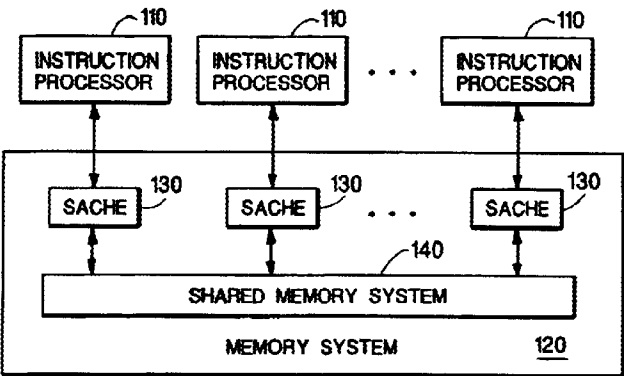 110 110 110
INSTRUCTION PROCESSOR
INSTRUCTION PROCESSOR
. . .
INSTRUCTION PROCESSOR
SACHE 130
SACHE 130
. . .
SACHE 130
140
SHARED MEMORY SYSTEM
MEMORY SYSTEM 120